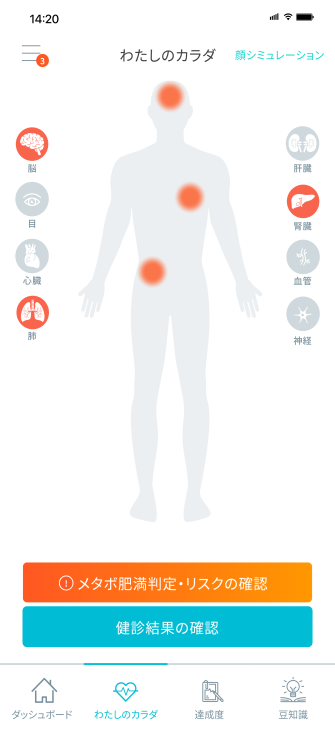 14:20
3
わたしのカラダ
顔シミュレーション
脳
肝臓
目
腎臓
心臓
血管
肺
神経
! メタボ肥満判定・リスクの確認
健診結果の確認
ダッシュボード
わたしのカラダ
達成度
豆知識